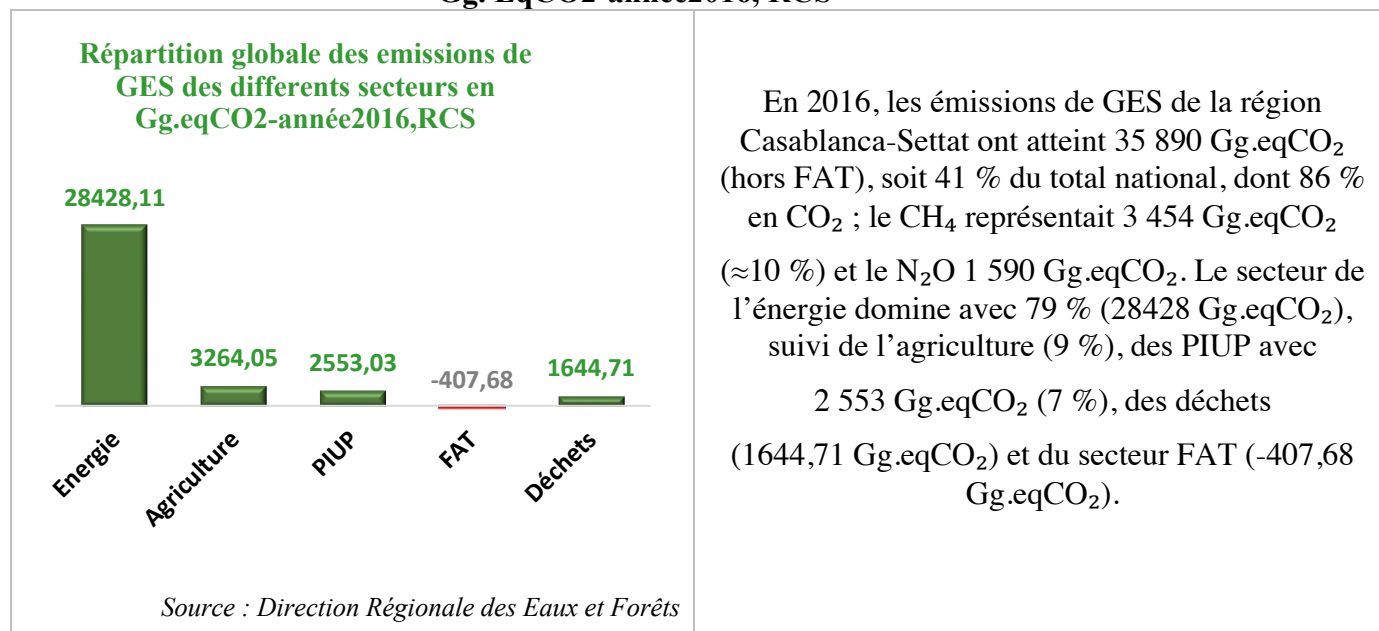 Gg. EqCO2-année2016, RCS
Répartition globale des emissions de
GES des differents secteurs en
Gg.eqCO2-année2016,RCS
28428,11
3264,05
2553,03
-407,68
1644,71
Energie
Agriculture
PIUP
FAT
Déchets
Source : Direction Régionale des Eaux et Forêts
En 2016, les émissions de GES de la région
Casablanca-Settat ont atteint 35 890 Gg.eqCO₂
(hors FAT), soit 41 % du total national, dont 86 %
en CO₂ ; le CH₄ représentait 3 454 Gg.eqCO₂
(≈10 %) et le N₂O 1 590 Gg.eqCO₂. Le secteur de
l’énergie domine avec 79 % (28428 Gg.eqCO₂),
suivi de l’agriculture (9 %), des PIUP avec
2 553 Gg.eqCO₂ (7 %), des déchets
(1644,71 Gg.eqCO₂) et du secteur FAT (-407,68
Gg.eqCO₂).